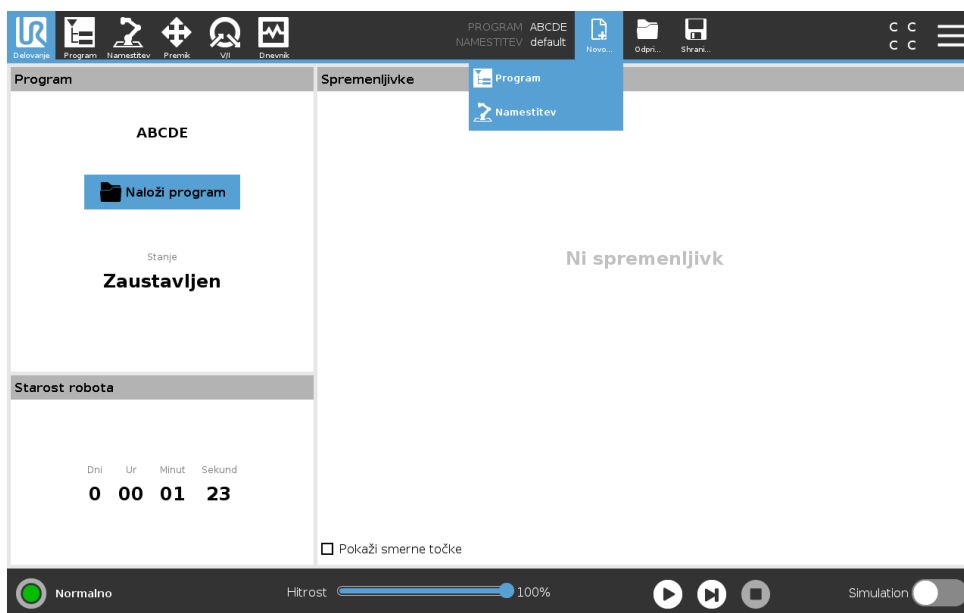 UR
Delovanje
Program
Namestitev
Premik
V/I
Dnevnik
PROGRAM ABCDE
NAMESTITEV default
Novo...
Odpri...
Shrani...
C C
C C
Program
Namestitev
Program
Spremenljivke
ABCDE
Naloži program
Stanje
Zaustavljen
Ni spremenljivk
Starost robota
Dni Ur Minut Sekund
0 00 01 23
Pokaži smerne točke
Normalno
Hitrost 100%
Simulation